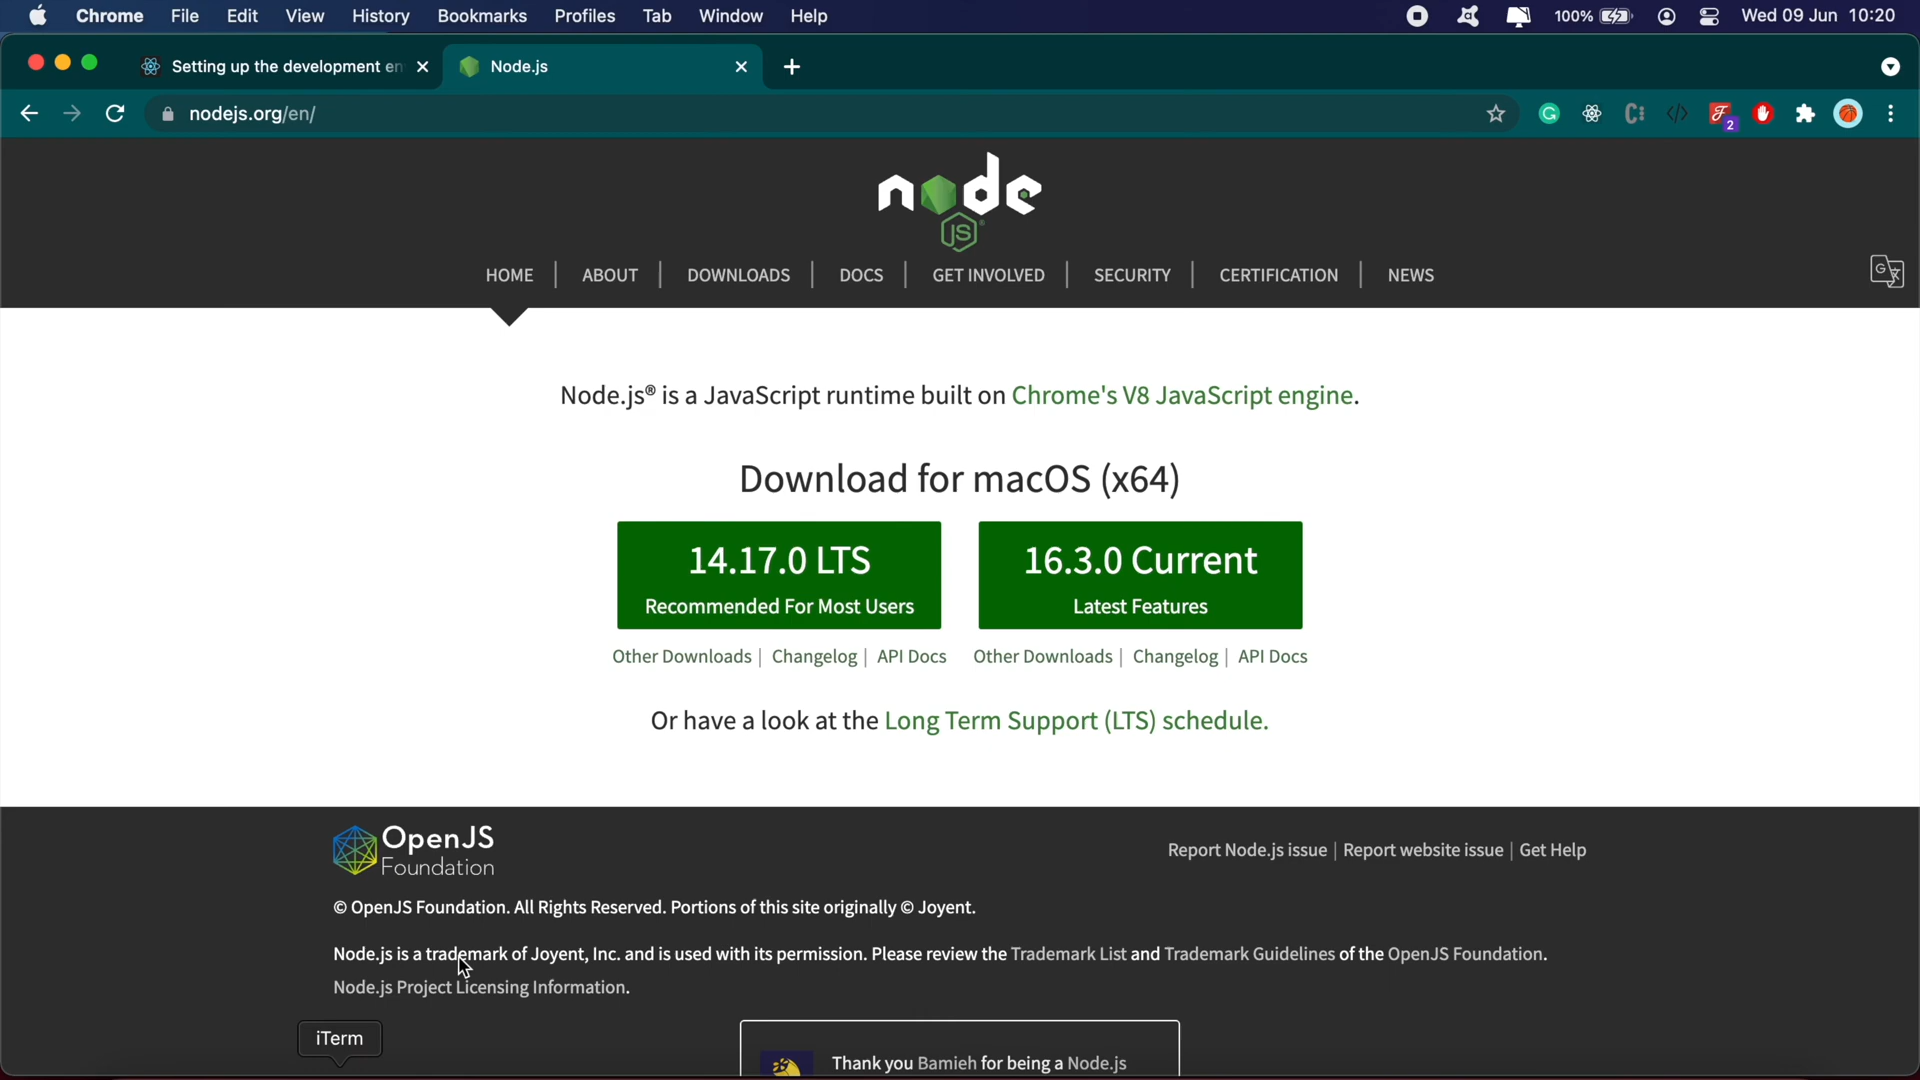 Chrome File Edit View History Bookmarks Profiles Tab Window Help 100% Wed 09 Jun 10:20
Setting up the development en Node.js
nodejs.org/en/ 2
node
JS
HOME ABOUT DOWNLOADS DOCS GET INVOLVED SECURITY CERTIFICATION NEWS
Node.js® is a JavaScript runtime built on Chrome's V8 JavaScript engine.
Download for macOS (x64)
14.17.0 LTS 16.3.0 Current
Recommended For Most Users Latest Features
Other Downloads | Changelog | API Docs Other Downloads | Changelog | API Docs
Or have a look at the Long Term Support (LTS) schedule.
OpenJS
Foundation
Report Node.js issue | Report website issue | Get Help
© OpenJS Foundation. All Rights Reserved. Portions of this site originally © Joyent.
Node.js is a trademark of Joyent, Inc. and is used with its permission. Please review the Trademark List and Trademark Guidelines of the OpenJS Foundation.
Node.js Project Licensing Information.
iTerm
Thank you Bamieh for being a Node.js